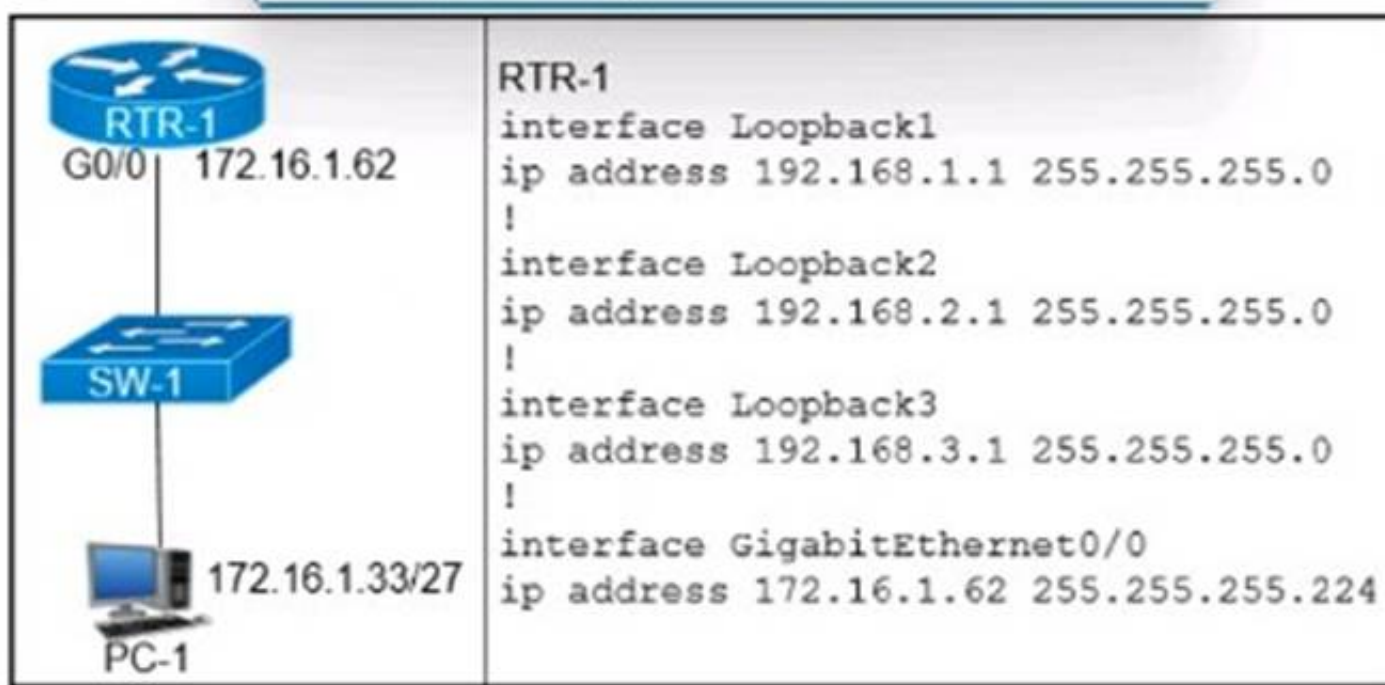 RTR-1
G0/0 172.16.1.62
SW-1
172.16.1.33/27
PC-1
RTR-1
interface Loopback1
ip address 192.168.1.1 255.255.255.0
!
interface Loopback2
ip address 192.168.2.1 255.255.255.0
!
interface Loopback3
ip address 192.168.3.1 255.255.255.0
!
interface GigabitEthernet0/0
ip address 172.16.1.62 255.255.255.224